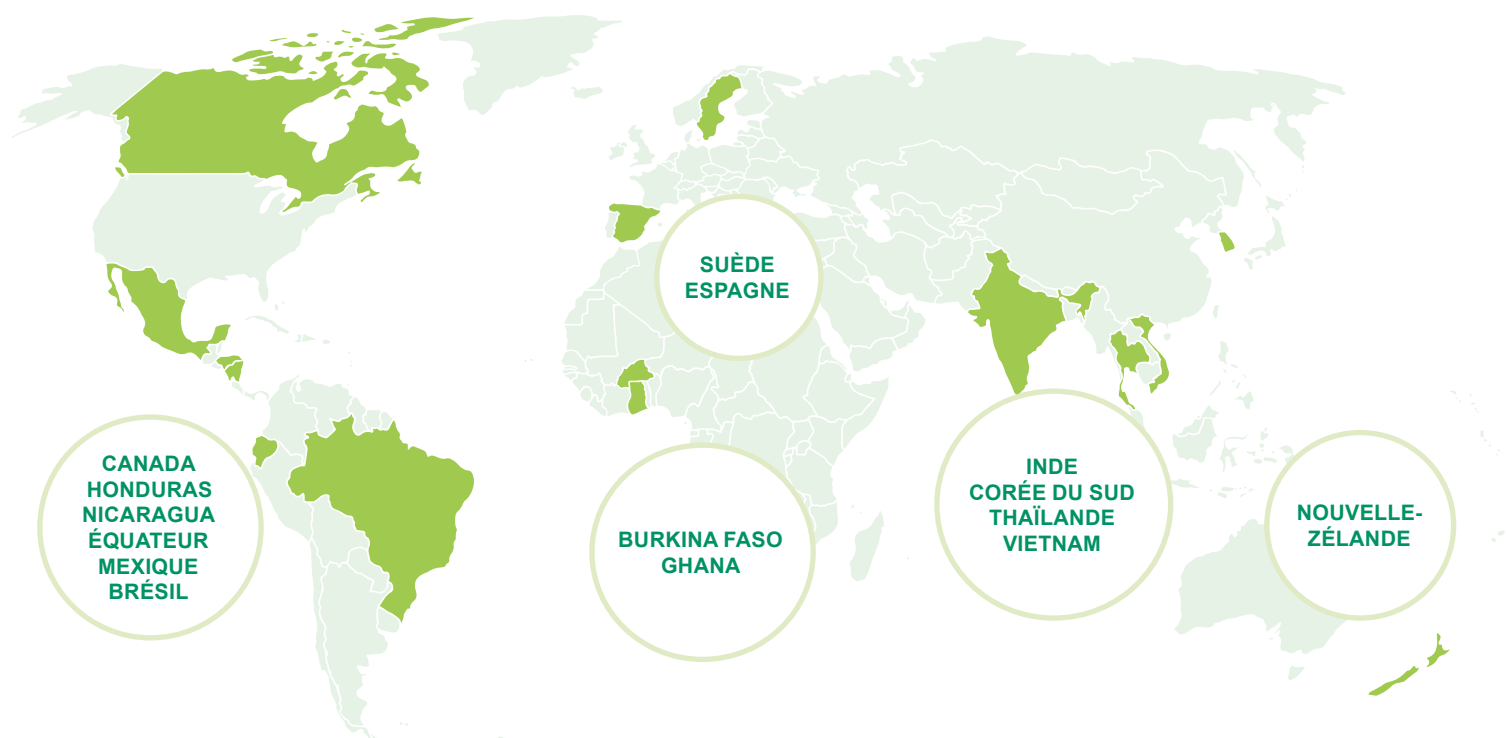 SUÈDE
ESPAGNE
CANADA
HONDURAS
NICARAGUA
ÉQUATEUR
MEXIQUE
BRÉSIL
BURKINA FASO
GHANA
INDE
CORÉE DU SUD
THAÏLANDE
VIETNAM
NOUVELLE-
ZÉLANDE